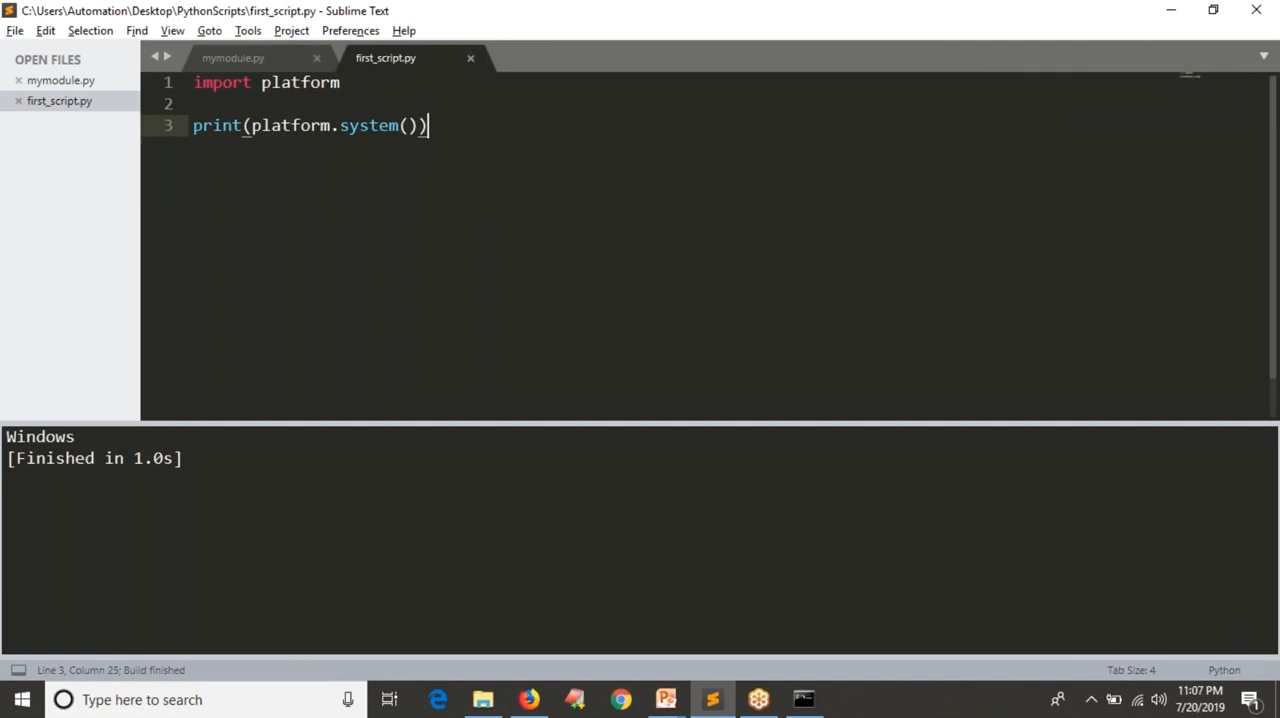 C:\Users\Automation\Desktop\PythonScripts\first_script.py - Sublime Text
File Edit Selection Find View Goto Tools Project Preferences Help
OPEN FILES
mymodule.py
first_script.py
mymodule.py first_script.py
1 import platform
2
3 print(platform.system())
Windows
[Finished in 1.0s]
Line 3, Column 25; Build finished Tab Size: 4 Python
Type here to search
11:07 PM
7/20/2019
1